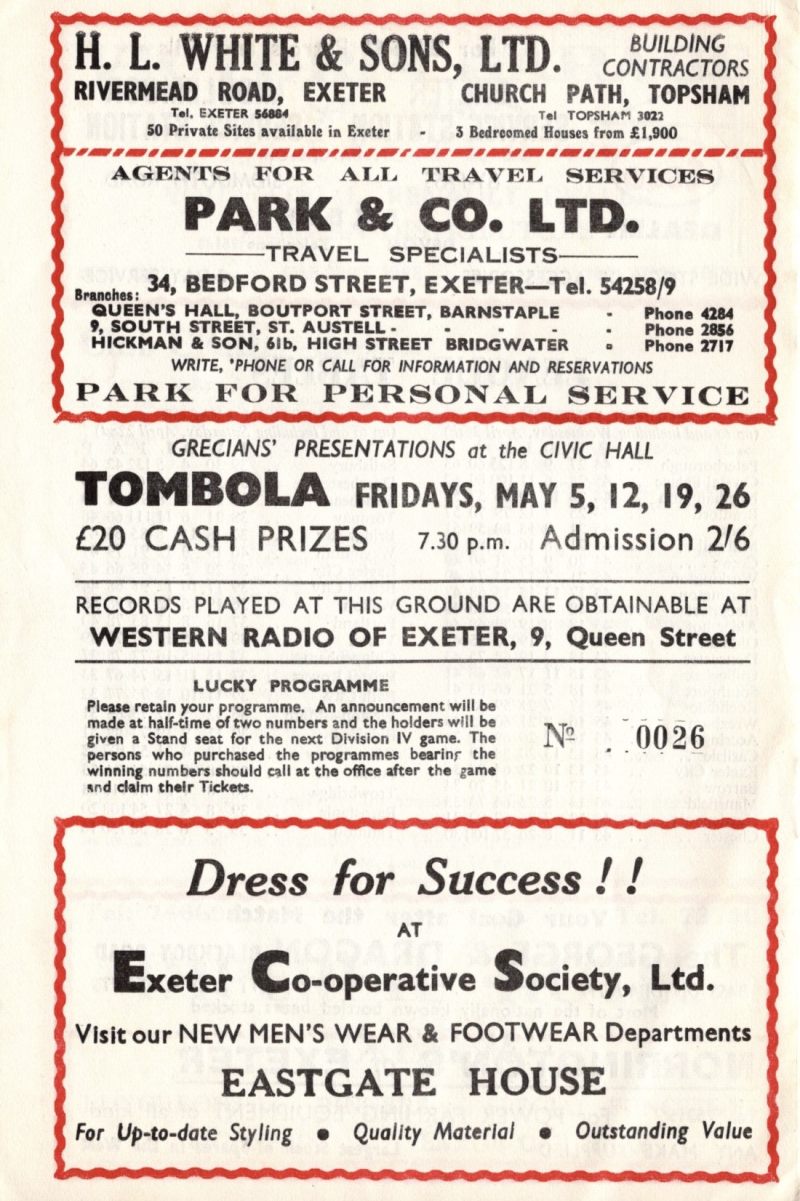 H. L. WHITE & SONS, LTD. BUILDING CONTRACTORS
RIVERMEAD ROAD, EXETER CHURCH PATH, TOPSHAM
Tel. EXETER 56884 Tel TOPSHAM 3022
50 Private Sites available in Exeter - 3 Bedroomed Houses from £1,900
AGENTS FOR ALL TRAVEL SERVICES
PARK & CO. LTD.
TRAVEL SPECIALISTS
34, BEDFORD STREET, EXETER—Tel. 54258/9
Branches:
QUEEN'S HALL, BOUTPORT STREET, BARNSTAPLE - Phone 4284
9, SOUTH STREET, ST. AUSTELL - - - - - Phone 2856
HICKMAN & SON, 61b, HIGH STREET BRIDGWATER - Phone 2717
WRITE, 'PHONE OR CALL FOR INFORMATION AND RESERVATIONS
PARK FOR PERSONAL SERVICE
GRECIANS' PRESENTATIONS at the CIVIC HALL
TOMBOLA FRIDAYS, MAY 5, 12, 19, 26
£20 CASH PRIZES 7.30 p.m. Admission 2/6
RECORDS PLAYED AT THIS GROUND ARE OBTAINABLE AT
WESTERN RADIO OF EXETER, 9, Queen Street
LUCKY PROGRAMME
Please retain your programme. An announcement will be
made at half-time of two numbers and the holders will be
given a Stand seat for the next Division IV game. The
persons who purchased the programmes bearing the
winning numbers should call at the office after the game
and claim their Tickets.
No 0026
Dress for Success ! !
AT
Exeter Co-operative Society, Ltd.
Visit our NEW MEN'S WEAR & FOOTWEAR Departments
EASTGATE HOUSE
For Up-to-date Styling ● Quality Material ● Outstanding Value